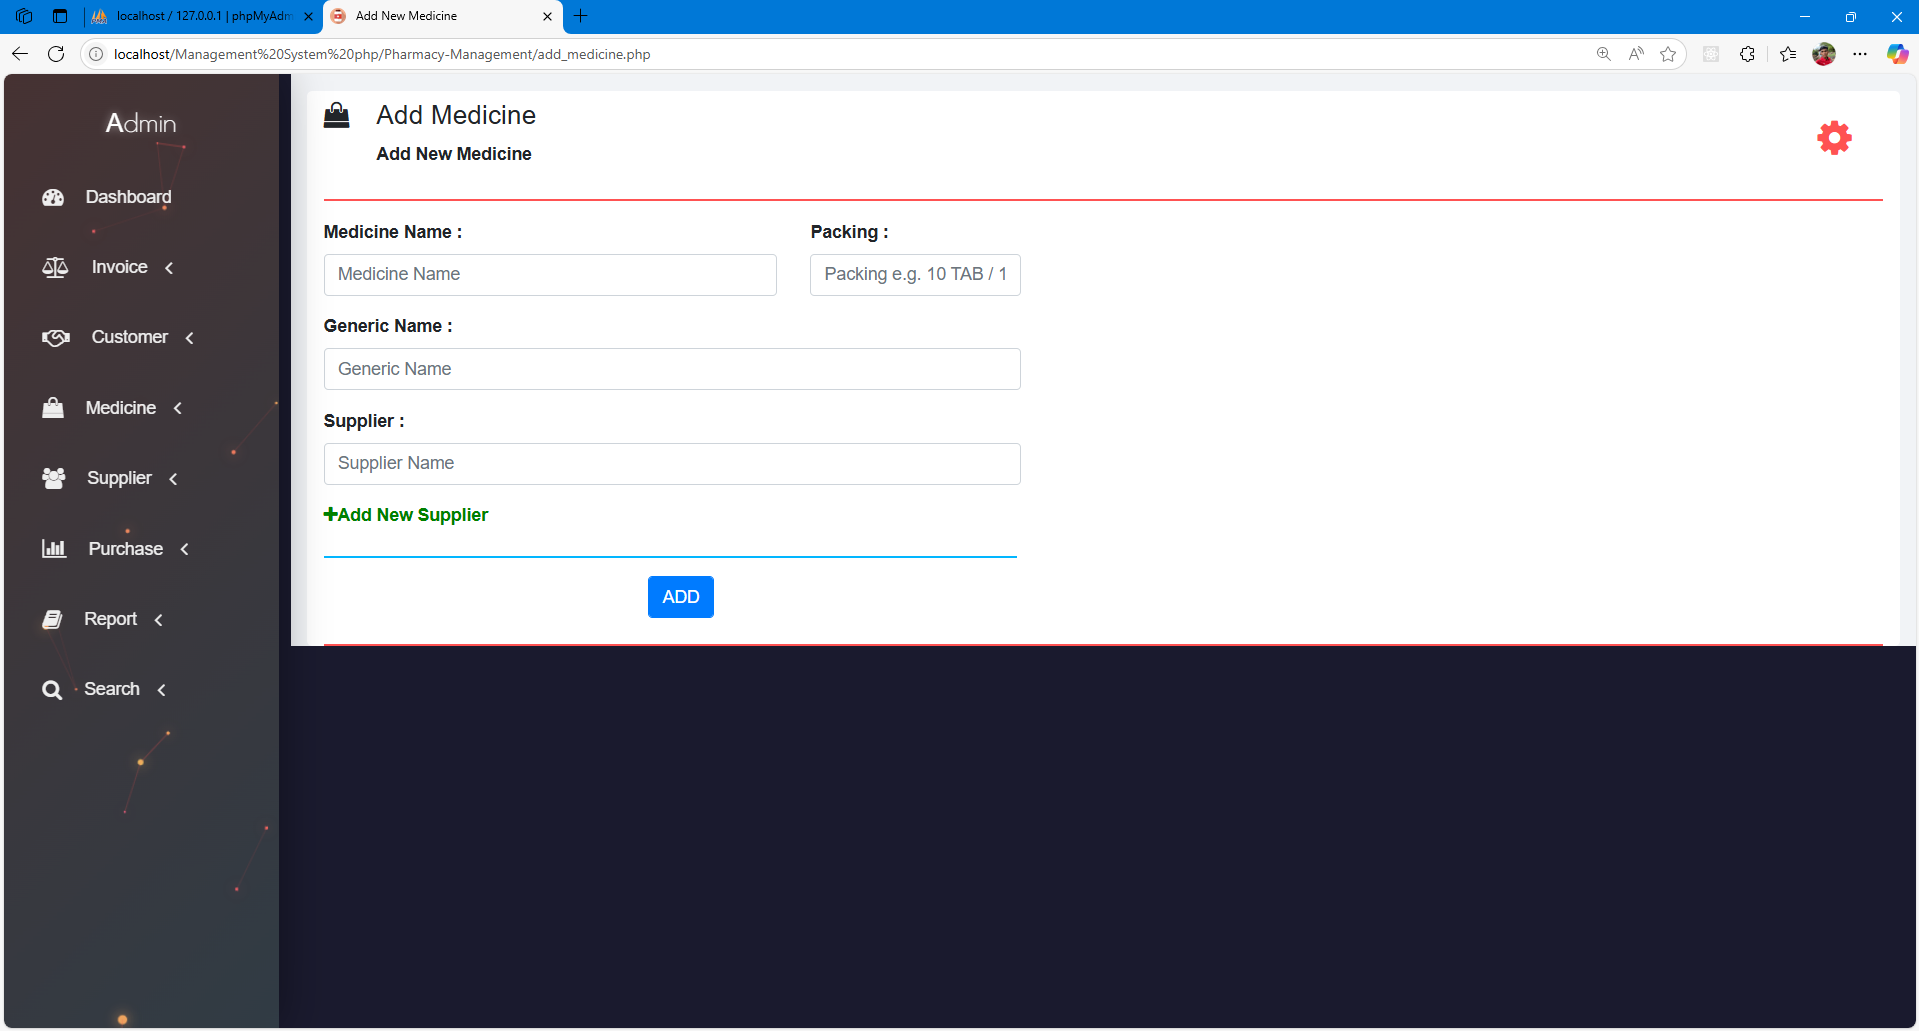 localhost / 127.0.0.1 | phpMyAdm
Add New Medicine
localhost/Management%20System%20php/Pharmacy-Management/add_medicine.php
Admin
Dashboard
Invoice
Customer
Medicine
Supplier
Purchase
Report
Search
Add Medicine
Add New Medicine
Medicine Name :
Packing :
Medicine Name
Packing e.g. 10 TAB / 1
Generic Name :
Generic Name
Supplier :
Supplier Name
Add New Supplier
ADD